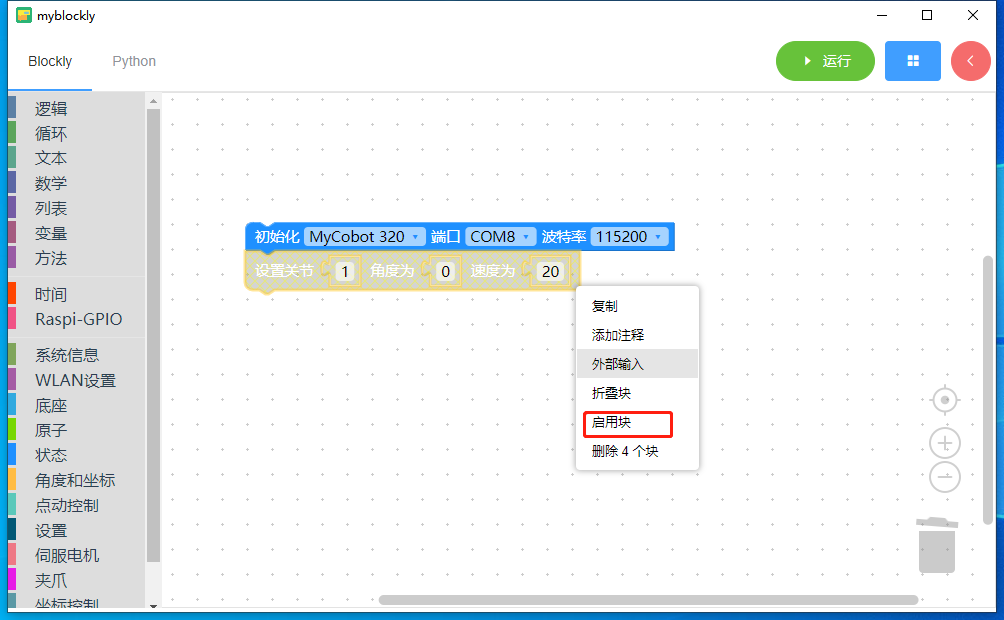 myblockly
Blockly Python 运行
逻辑
循环
文本
数学
列表
变量
方法
时间
Raspi-GPIO
系统信息
WLAN设置
底座
原子
状态
角度和坐标
点动控制
设置
伺服电机
夹爪
坐标控制
初始化 MyCobot 320 端口 COM8 波特率 115200
设置关节 1 角度为 0 速度为 20
复制
添加注释
外部输入
折叠块
启用块
删除 4 个块